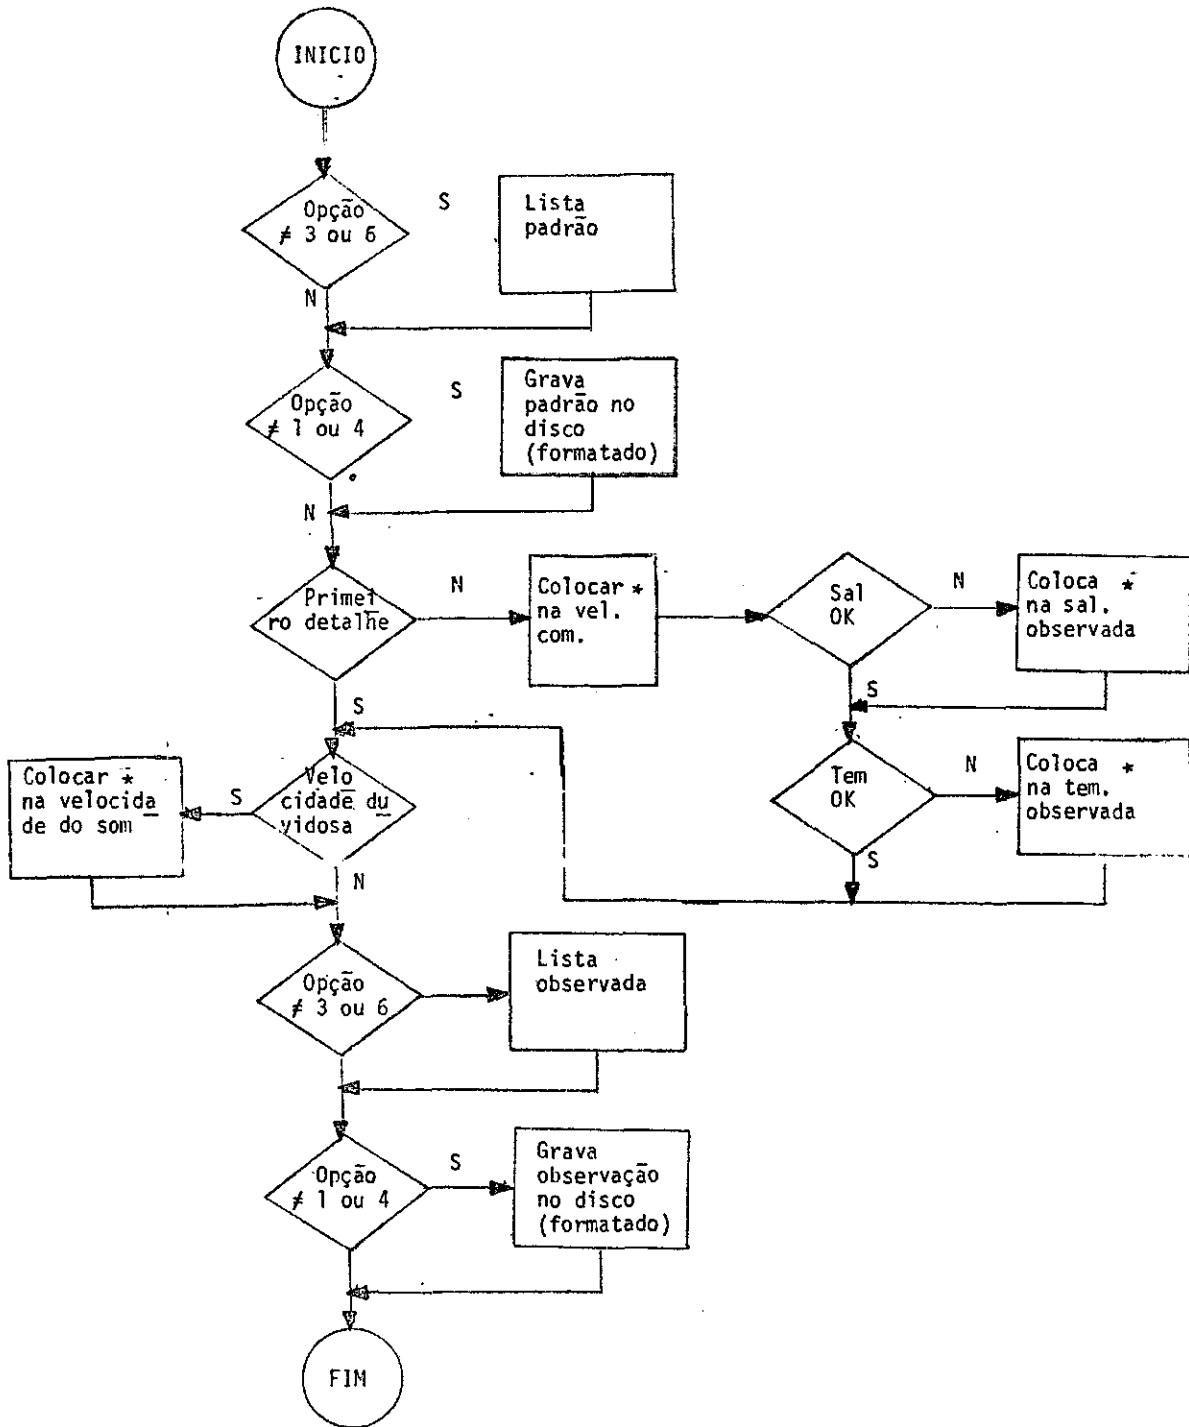 INICIO
Opção
≠ 3 ou 6
S
Lista
padrão
N
Opção
≠ 1 ou 4
S
Grava
padrão no
disco
(formatado)
N
Primei
ro detalhe
N
Colocar *
na vel.
com.
Sal
OK
N
Coloca *
na sal.
observada
S
S
Tem
OK
N
Coloca *
na tem.
observada
S
Velo
cidade du
vidosa
S
Colocar *
na velocida
de do som
N
Opção
≠ 3 ou 6
Lista
observada
Opção
≠ 1 ou 4
S
Grava
observação
no disco
(formatado)
FIM